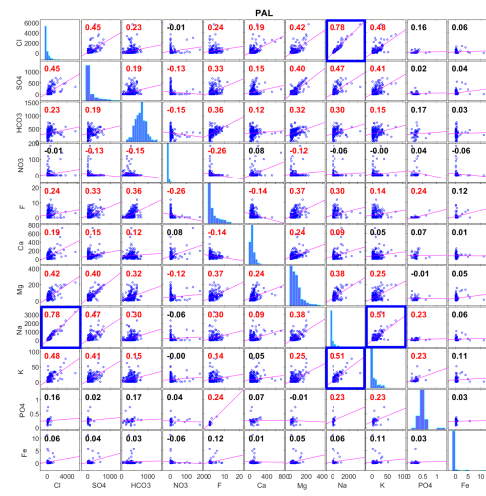 PAL
Cl 6000 4000 2000 0 0.45 0.23 -0.01 0.24 0.19 0.42 0.78 0.48 0.16 0.06
SO4 1000 500 0 0.45 0.19 -0.13 0.33 0.15 0.40 0.47 0.41 0.02 0.04
HCO3 1500 1000 500 0.23 0.19 -0.15 0.36 0.12 0.32 0.30 0.15 0.17 0.03
NO3 100 0 -0.01 -0.13 -0.15 -0.26 0.08 -0.12 -0.06 -0.00 0.04 -0.06
F 20 10 0 0.24 0.33 0.36 -0.26 -0.14 0.37 0.30 0.14 0.24 0.12
Ca 800 600 400 200 0 0.19 0.15 0.12 0.08 -0.14 0.24 0.09 0.05 0.07 0.01
Mg 400 200 0 0.42 0.40 0.32 -0.12 0.37 0.24 0.38 0.25 -0.01 0.05
Na 3000 2000 1000 0 0.78 0.47 0.30 -0.06 0.30 0.09 0.38 0.51 0.23 0.06
K 100 50 0 0.48 0.41 0.15 -0.00 0.14 0.05 0.25 0.51 0.23 0.11
PO4 1 0.5 0 0.16 0.02 0.17 0.04 0.24 0.07 -0.01 0.23 0.23 0.03
Fe 10 0 0.06 0.04 0.03 -0.06 0.12 0.01 0.05 0.06 0.11 0.03
Cl SO4 HCO3 NO3 F Ca Mg Na K PO4 Fe